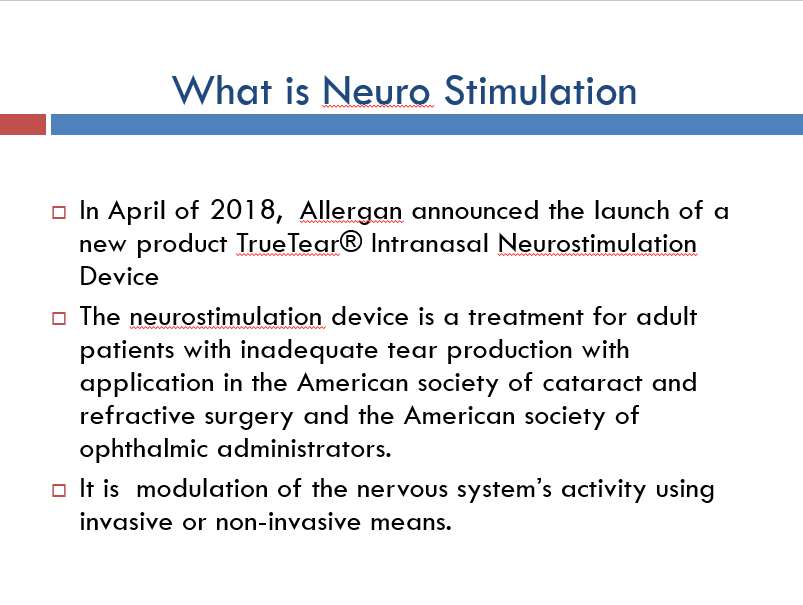 What is Neuro Stimulation
In April of 2018,  Allergan announced the launch of a
new product TrueTear® Intranasal Neurostimulation
Device
The neurostimulation device is a treatment for adult
patients with inadequate tear production with
application in the American society of cataract and
refractive surgery and the American society of
ophthalmic administrators.
It is  modulation of the nervous system’s activity using
invasive or non-invasive means.